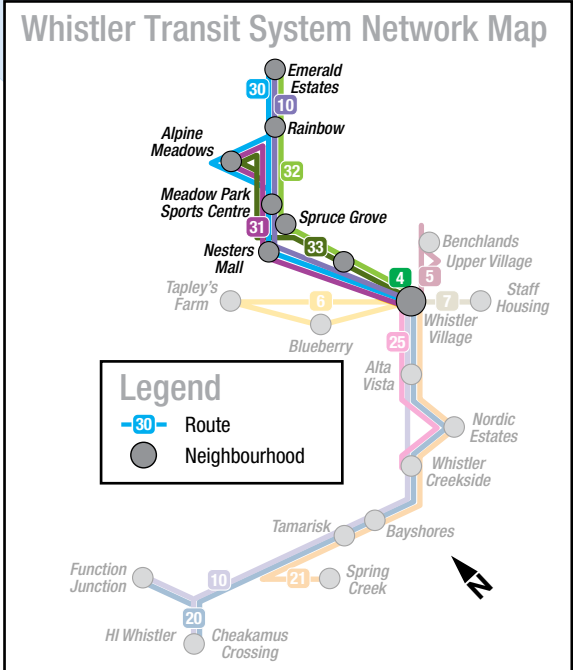 Whistler Transit System Network Map
Emerald
Estates
30
10
Rainbow
Alpine
Meadows
32
Meadow Park
Sports Centre
31
Spruce Grove
33
Nesters
Mall
Benchlands
Upper Village
5
4
Tapley's
Farm
6
7
Staff
Housing
Blueberry
Whistler
Village
25
Alta
Vista
Legend
30 Route
Neighbourhood
Nordic
Estates
Whistler
Creekside
Tamarisk
Bayshores
Function
Junction
10
21
Spring
Creek
N
20
HI Whistler
Cheakamus
Crossing